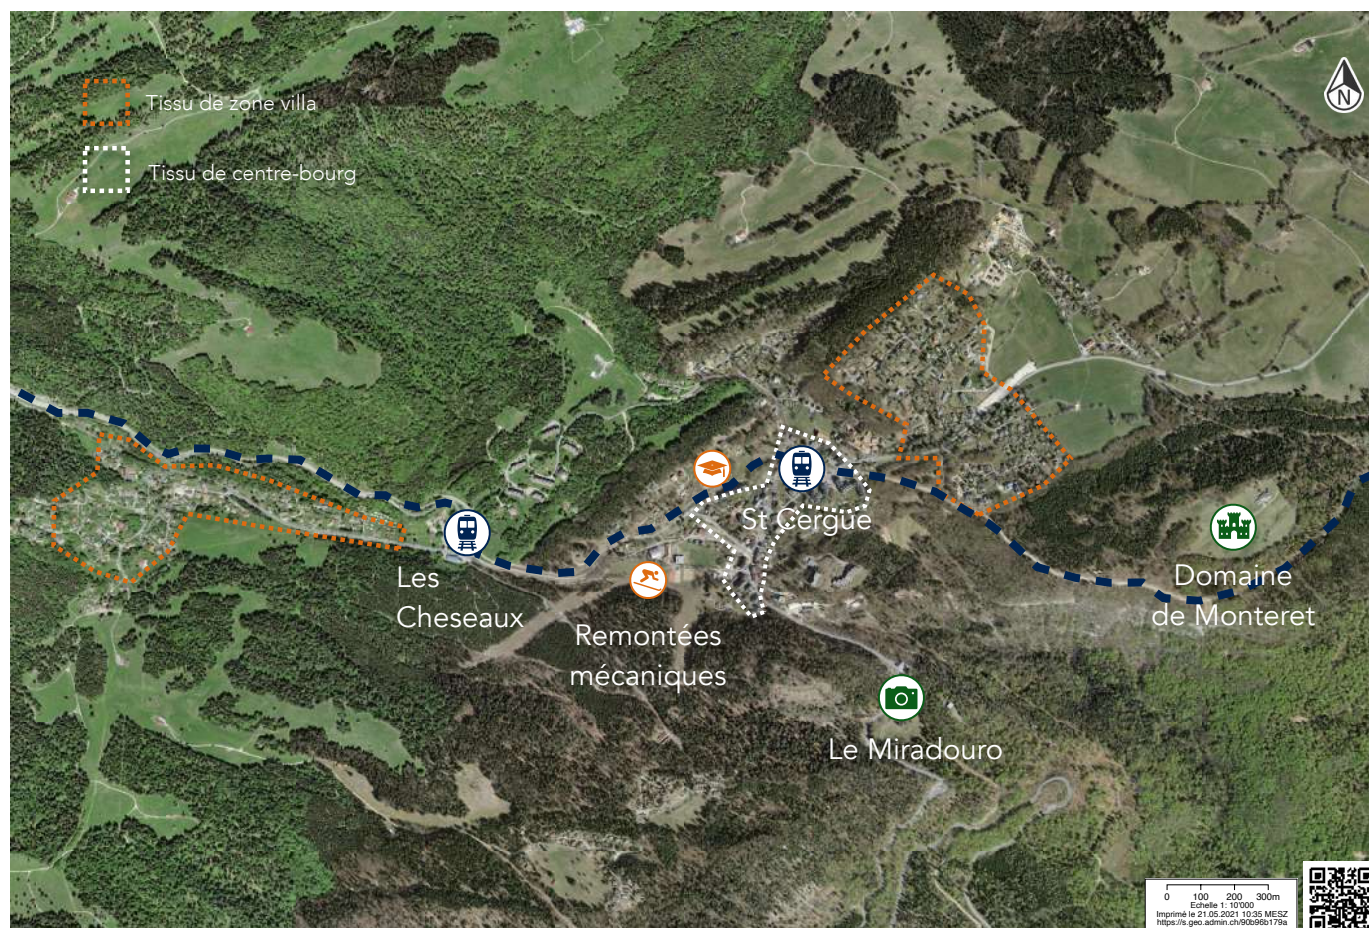 Tissu de zone villa
Tissu de centre-bourg
N
St Cergue
Les
Cheseaux
Domaine
de Monteret
Remontées
mécaniques
Le Miradouro
0 100 200 300m
Echelle 1: 10'000
Imprimé le 21.05.2021 10:35 MESZ
https://s.geo.admin.ch/90b96b179a